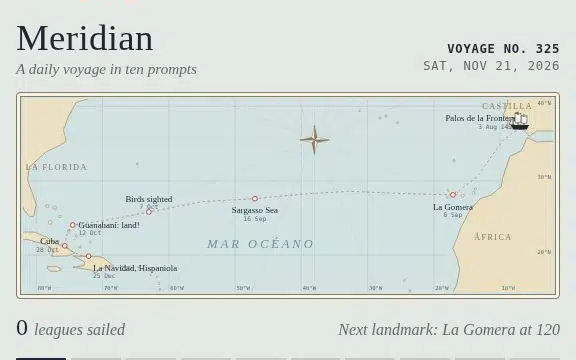 Meridian
A daily voyage in ten prompts
VOYAGE NO. 325
SAT, NOV 21, 2026
CASTILLA
40°N
Palos de la Fronter
3 Aug 14
LA FLORIDA
30°N
Birds sighted
7 Oct
Sargasso Sea
16 Sep
La Gomera
6 Sep
Guanahaní: land!
12 Oct
ÁFRICA
Cuba
28 Oct
MAR OCÉANO
20°N
La Navidad, Hispaniola
25 Dec
80°W
70°W
60°W
50°W
40°W
30°W
20°W
10°W
0 leagues sailed
Next landmark: La Gomera at 120